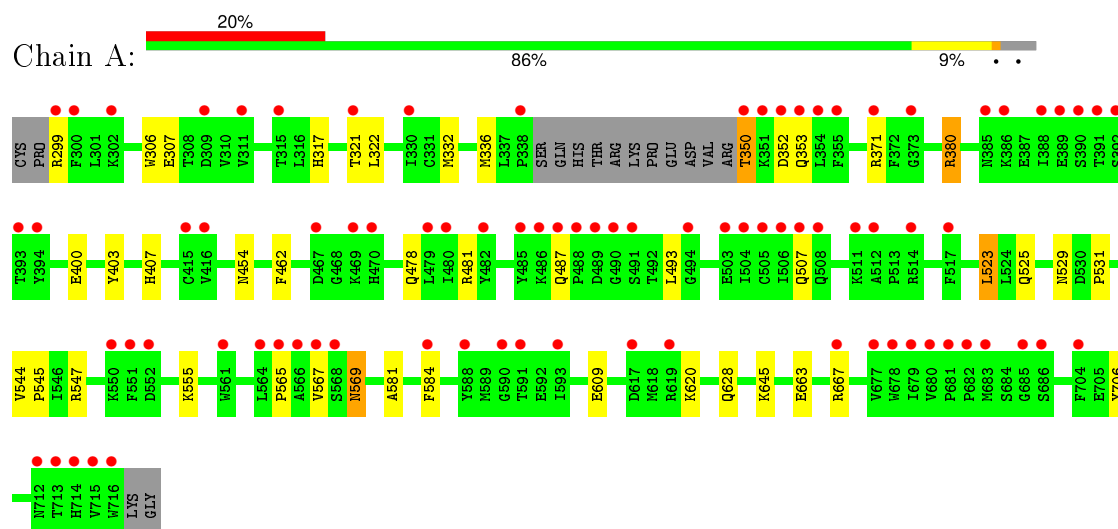 20%
Chain A:
86% 9% • •
CYS PRO R299 F300 L301 K302 W306 E307 T308 D309 V310 V311 T315 L316 H317 T321 L322 T330 C331 M332 M336 L337 P338 SER GLN HIS THR ARG LYS PRO GLU ASP VAL ARG T350 K351 D352 Q353 L354 F355 R371 F372 G373 R380 N385 K386 E387 I388 E389 S390 T391 S392
T393 Y394 E400 Y403 H407 C415 V416 N454 F462 D467 G468 K469 H470 Q478 L479 I480 R481 Y482 Y485 K486 Q487 P488 D489 G490 S491 T492 L493 G494 E503 I504 C505 I506 Q507 Q508 K511 A512 P513 R514 F517 L523 L524 Q525 N529 D530 P531
V544 P545 I546 R547 K550 F551 D552 K555 W561 L564 P565 A566 V567 S568 N569 A581 F584 Y588 M589 G590 T591 E592 I593 E609 D617 M618 R619 K620 Q628 K645 E663 R667 V677 W678 I679 V680 P681 P682 M683 S684 G685 S686 F704 E705 Y706
N712 T713 H714 V715 W716 LYS GLY